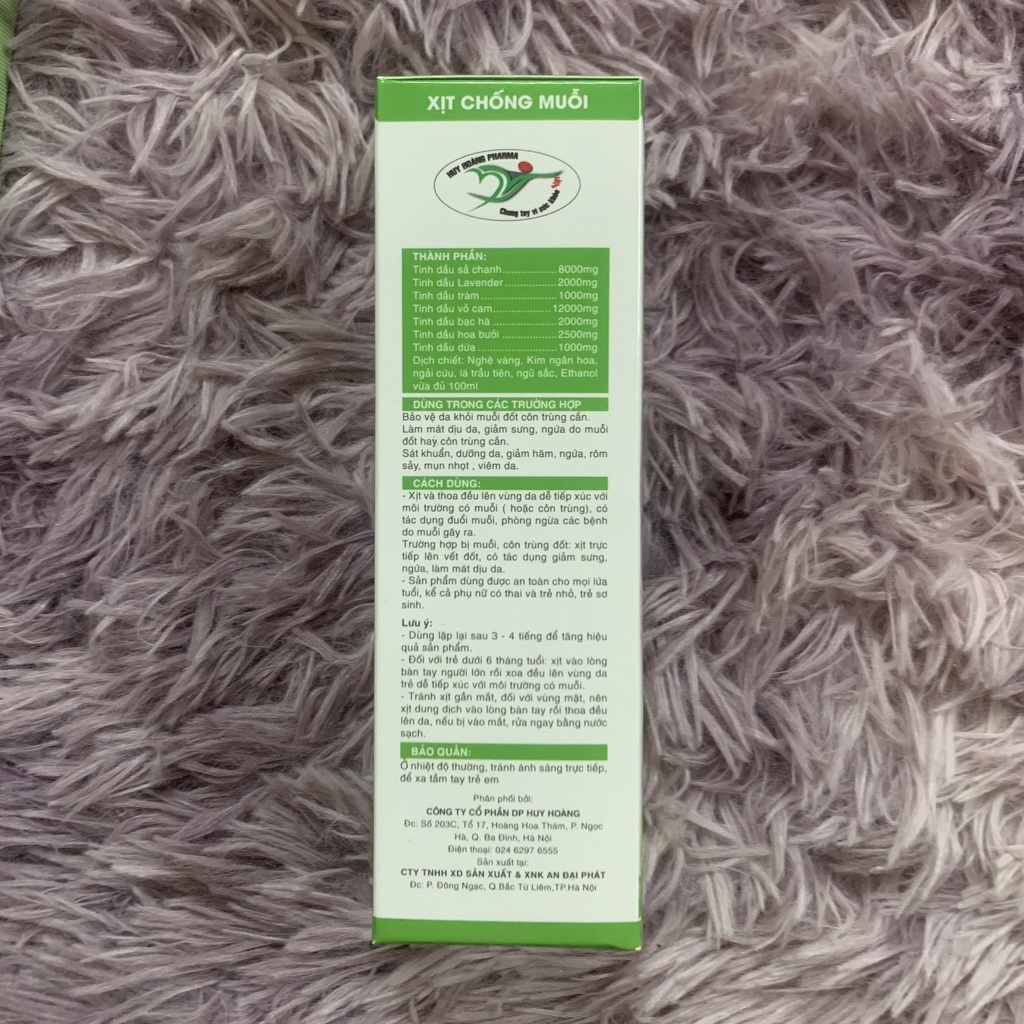 XỊT CHỐNG MUỖI
HUY HOÀNG PHARMA
Chung tay vì sức khỏe Việt
THÀNH PHẦN:
Tinh dầu sả chanh..................8000mg
Tinh dầu Lavender.................2000mg
Tinh dầu tràm .........................1000mg
Tinh dầu vỏ cam...................12000mg
Tinh dầu bạc hà .....................2000mg
Tinh dầu hoa bưởi ..................2500mg
Tinh dầu dừa ..........................1000mg
Dịch chiết: Nghệ vàng, Kim ngân hoa,
ngải cứu, lá trầu tiên, ngũ sắc, Ethanol
vừa đủ 100ml
DÙNG TRONG CÁC TRƯỜNG HỢP
Bảo vệ da khỏi muỗi đốt côn trùng cắn.
Làm mát dịu da, giảm sưng, ngứa do muỗi
đốt hay côn trùng cắn.
Sát khuẩn, dưỡng da, giảm hăm, ngứa, rôm
sảy, mụn nhọt , viêm da.
CÁCH DÙNG:
- Xịt và thoa đều lên vùng da dễ tiếp xúc với
môi trường có muỗi ( hoặc côn trùng), có
tác dụng đuổi muỗi, phòng ngừa các bệnh
do muỗi gây ra.
Trường hợp bị muỗi, côn trùng đốt: xịt trực
tiếp lên vết đốt, có tác dụng giảm sưng,
ngứa, làm mát dịu da.
- Sản phẩm dùng được an toàn cho mọi lứa
tuổi, kể cả phụ nữ có thai và trẻ nhỏ, trẻ sơ
sinh.
Lưu ý:
- Dùng lặp lại sau 3 - 4 tiếng để tăng hiệu
quả sản phẩm.
- Đối với trẻ dưới 6 tháng tuổi: xịt vào lòng
bàn tay người lớn rồi xoa đều lên vùng da
trẻ dễ tiếp xúc với môi trường có muỗi.
- Tránh xịt gần mắt, đối với vùng mặt, nên
xịt dung dịch vào lòng bàn tay rồi thoa đều
lên da, nếu bị vào mắt, rửa ngay bằng nước
sạch.
BẢO QUẢN:
Ở nhiệt độ thường, tránh ánh sáng trực tiếp,
để xa tầm tay trẻ em
Phân phối bởi:
CÔNG TY CỔ PHẦN DP HUY HOÀNG
Đc: Số 203C, Tổ 17, Hoàng Hoa Thám, P. Ngọc
Hà, Q. Ba Đình, Hà Nội
Điện thoại: 024 6297 6555
Sản xuất tại:
CTY TNHH XD SẢN XUẤT & XNK AN ĐẠI PHÁT
Đc: P. Đông Ngạc, Q.Bắc Từ Liêm,TP.Hà Nội